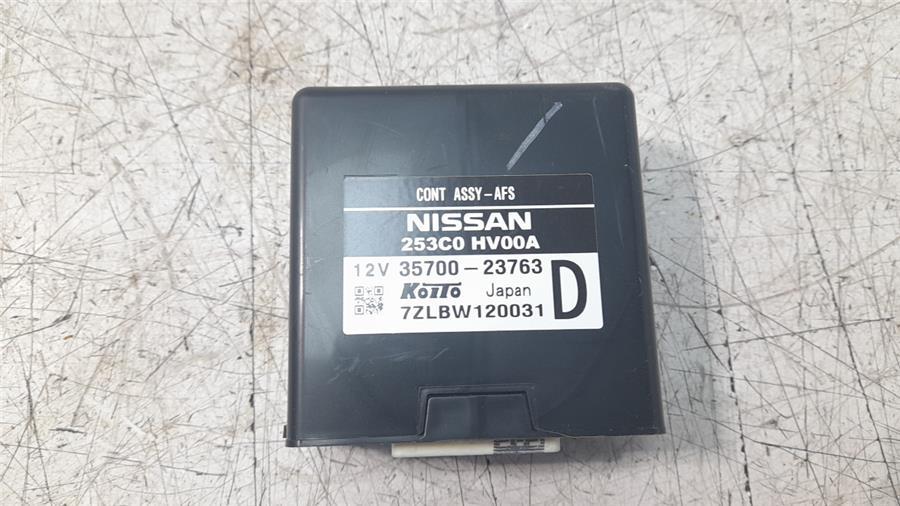 CONT ASSY-AFS
NISSAN
253C0 HV00A
12V 35700-23763
KOITO Japan D
7ZLBW120031